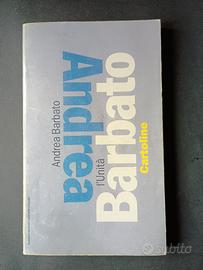 Andrea Barbato
Andrea
l'Unità
Barbato
Cartoline
subito